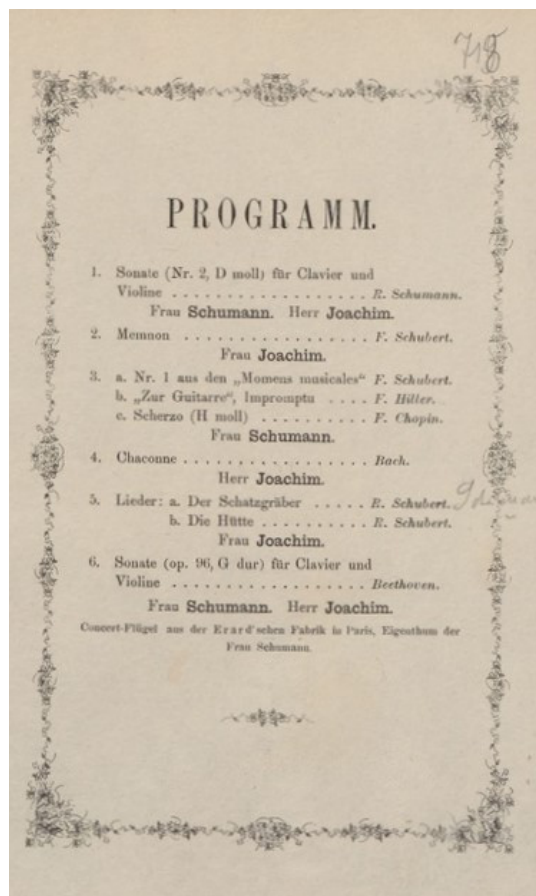 718
PROGRAMM.
1. Sonate (Nr. 2, D moll) für Clavier und
Violine . . . . . . . . . . . . . . . . . . R. Schumann.
Frau Schumann. Herr Joachim.
2. Memnon . . . . . . . . . . . . . . . . F. Schubert.
Frau Joachim.
3. a. Nr. 1 aus den „Momens musicales“ F. Schubert.
b. „Zur Guitarre“, Impromptu . . . . F. Hiller.
c. Scherzo (H moll) . . . . . . . . . F. Chopin.
Frau Schumann.
4. Chaconne . . . . . . . . . . . . . . . . . Bach.
Herr Joachim.
5. Lieder: a. Der Schatzgräber . . . . . R. Schubert.
b. Die Hütte . . . . . . . . . . R. Schubert.
Frau Joachim.
6. Sonate (op. 96, G dur) für Clavier und
Violine . . . . . . . . . . . . . . . . . . Beethoven.
Frau Schumann. Herr Joachim.
Concert-Flügel aus der Erard'schen Fabrik in Paris, Eigenthum der
Frau Schumann.